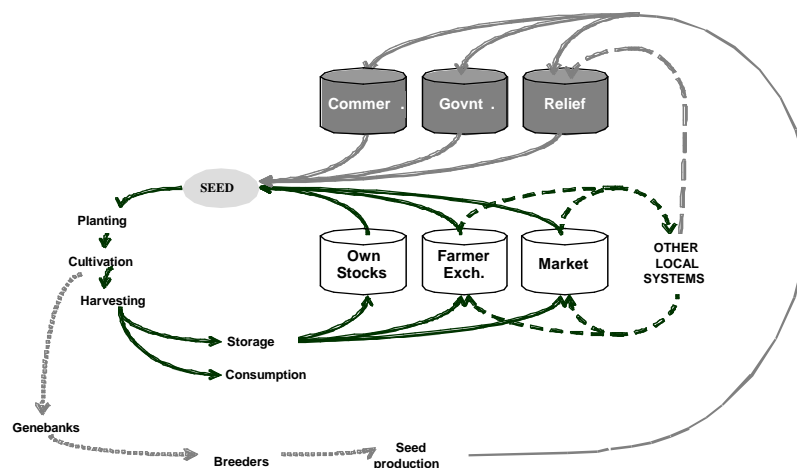 Commer .
Govnt .
Relief
SEED
Planting
Own
Stocks
Farmer
Exch.
Market
OTHER
LOCAL
SYSTEMS
Cultivation
Harvesting
Storage
Consumption
Genebanks
Breeders
Seed
production